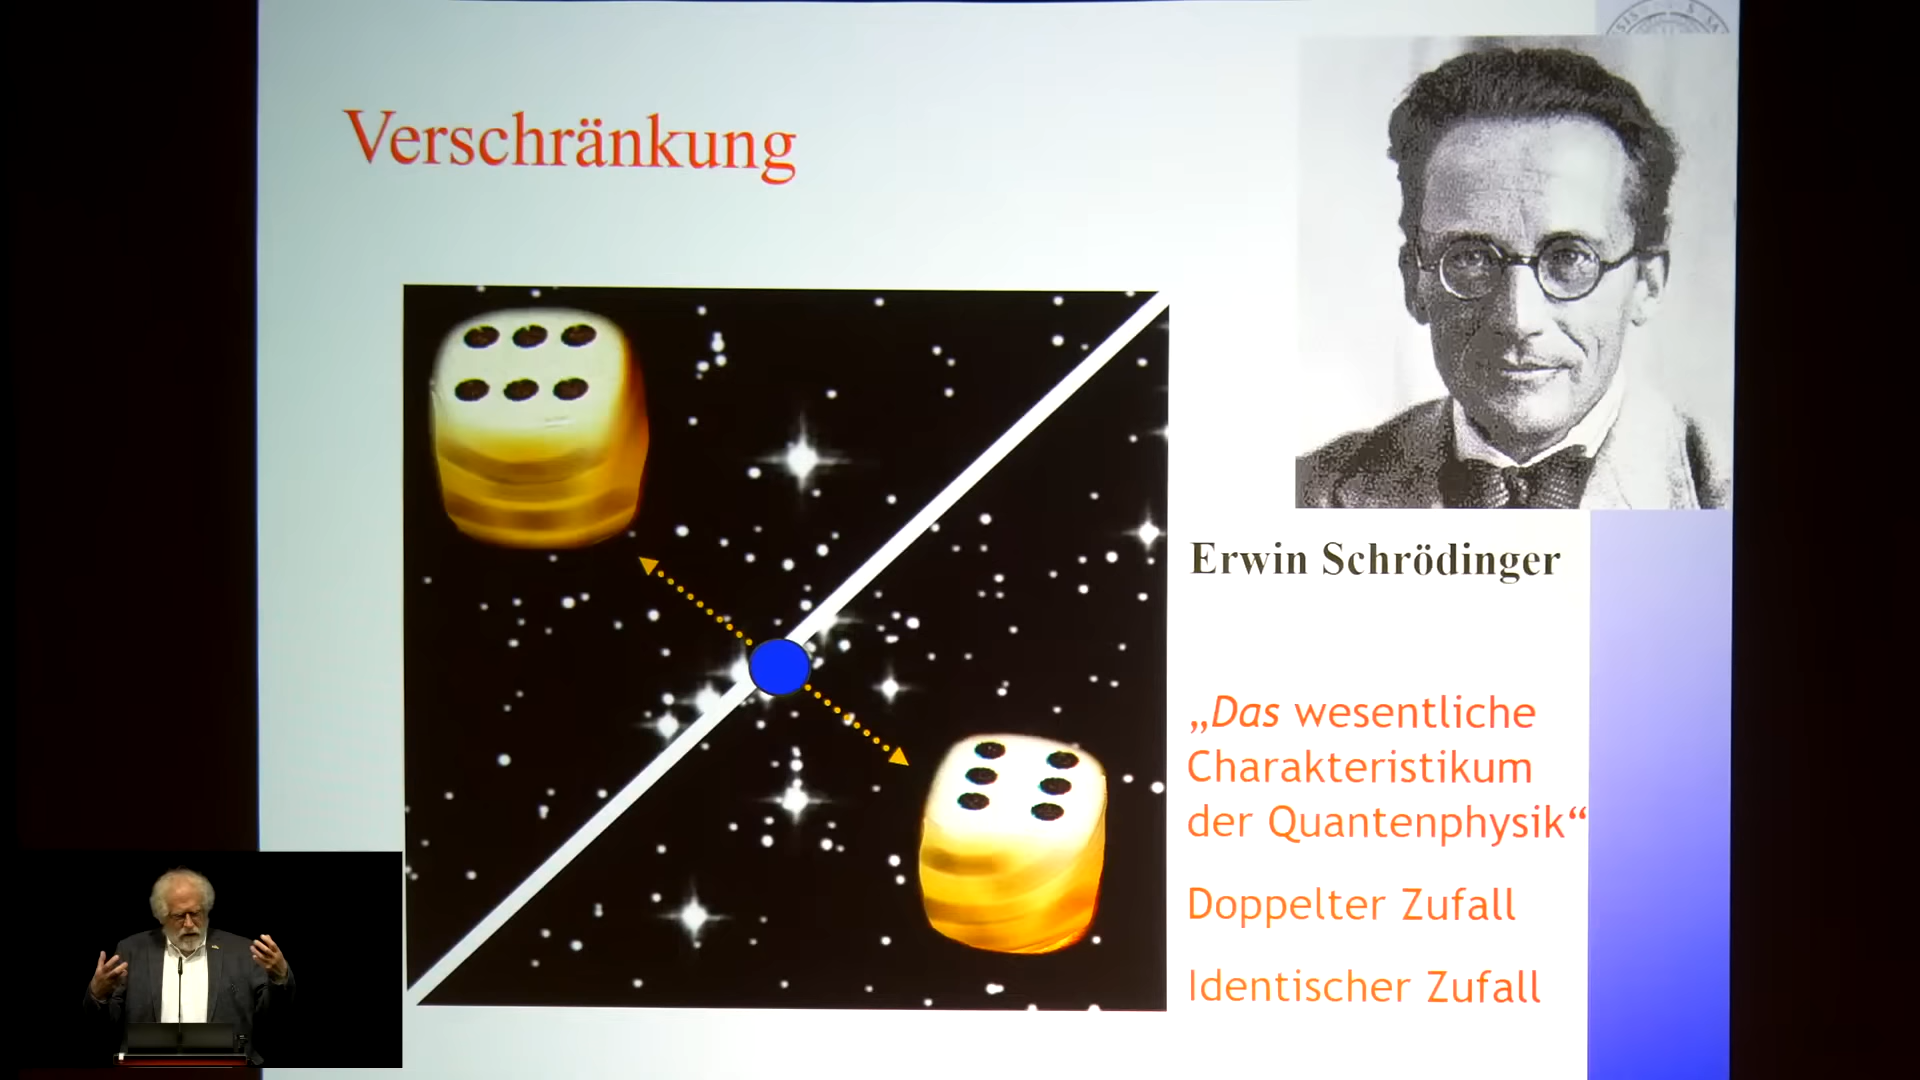 Verschränkung
Erwin Schrödinger
„Das wesentliche
Charakteristikum
der Quantenphysik“
Doppelter Zufall
Identischer Zufall